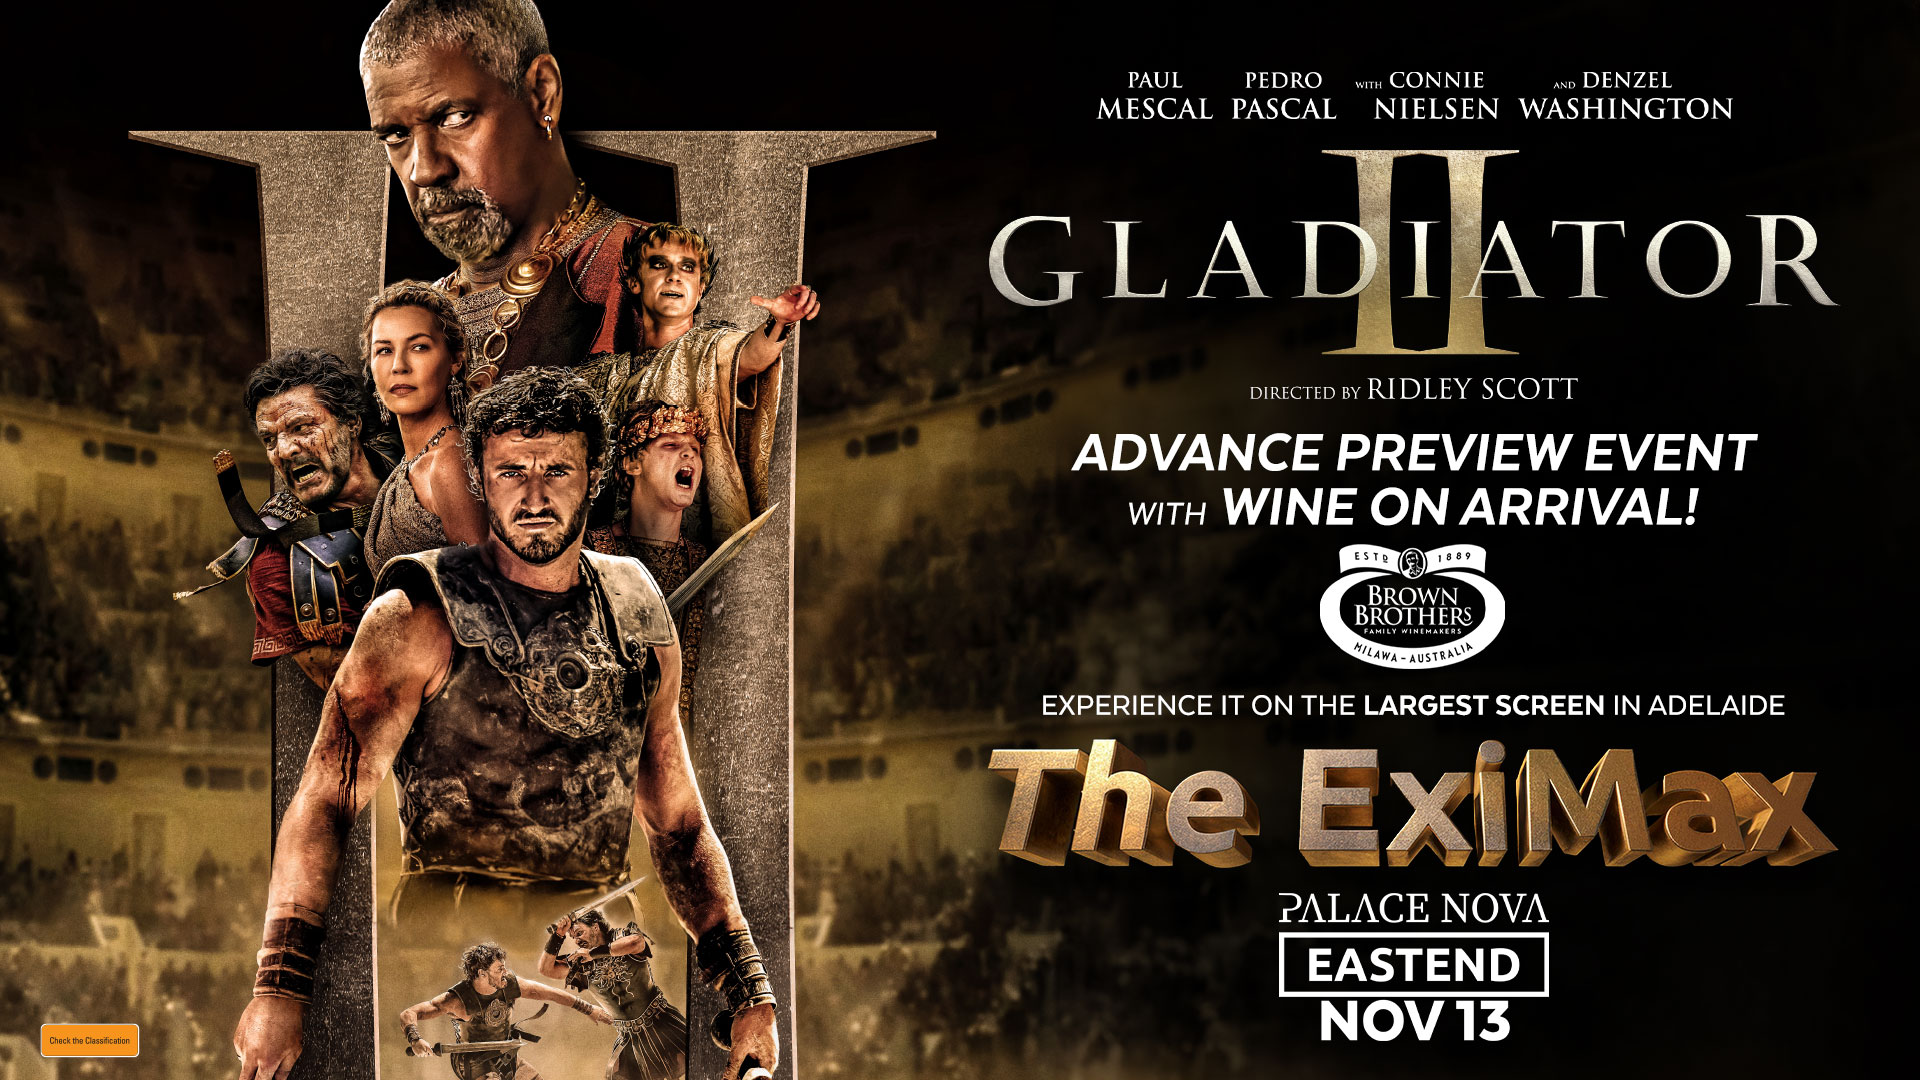 PAUL MESCAL PEDRO PASCAL WITH CONNIE NIELSEN AND DENZEL WASHINGTON
II
GLADIATOR
DIRECTED BY RIDLEY SCOTT
ADVANCE PREVIEW EVENT
WITH WINE ON ARRIVAL!
ESTD 1889
BROWN
BROTHERS
FAMILY WINEMAKERS
MILAWA - AUSTRALIA
EXPERIENCE IT ON THE LARGEST SCREEN IN ADELAIDE
The ExiMax
PALACE NOVA
EASTEND
NOV 13
Check the Classification